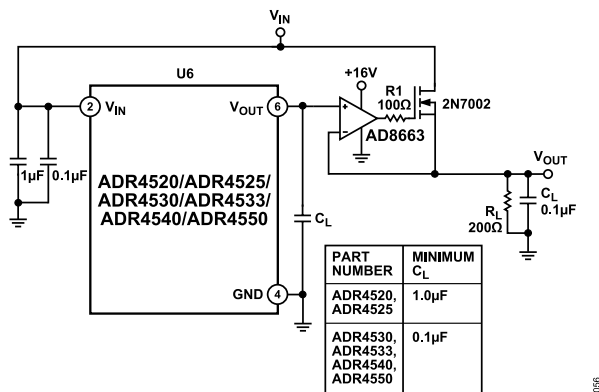 VIN
U6
+16V
R1
100Ω
2 VIN
VOUT 6
+
−
2N7002
AD8663
1µF
0.1µF
ADR4520/ADR4525/
ADR4530/ADR4533/
ADR4540/ADR4550
VOUT
CL
RL
200Ω
CL
0.1µF
GND 4
PART
NUMBER
MINIMUM
CL
ADR4520,
ADR4525
1.0µF
ADR4530,
ADR4533,
ADR4540,
ADR4550
0.1µF